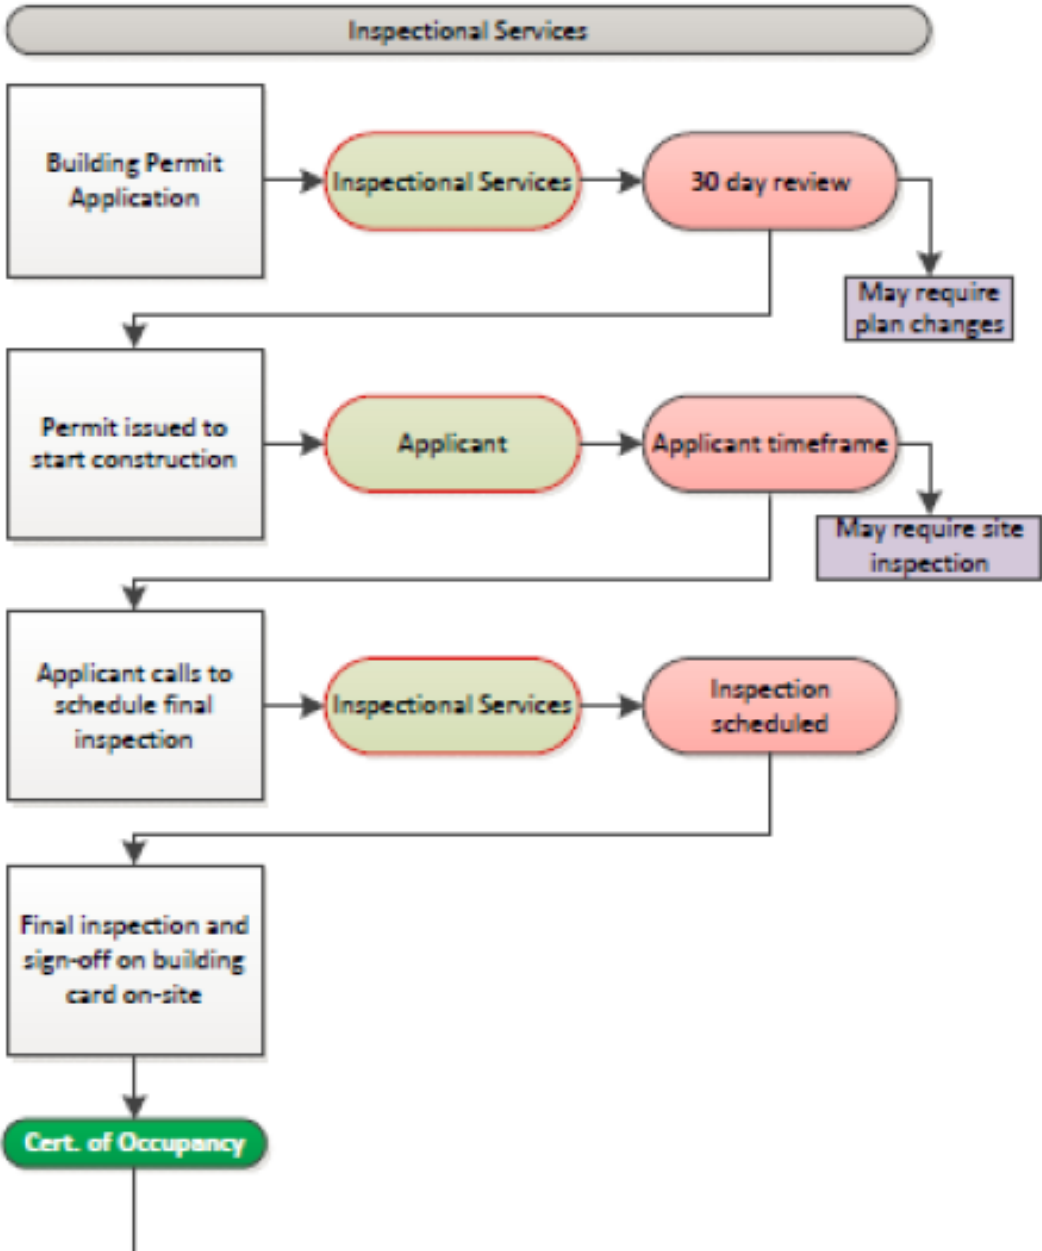 Inspectional Services
Building Permit
Application
Inspectional Services
30 day review
May require
plan changes
Permit issued to
start construction
Applicant
Applicant timeframe
May require site
inspection
Applicant calls to
schedule final
inspection
Inspectional Services
Inspection
scheduled
Final inspection and
sign-off on building
card on-site
Cert. of Occupancy